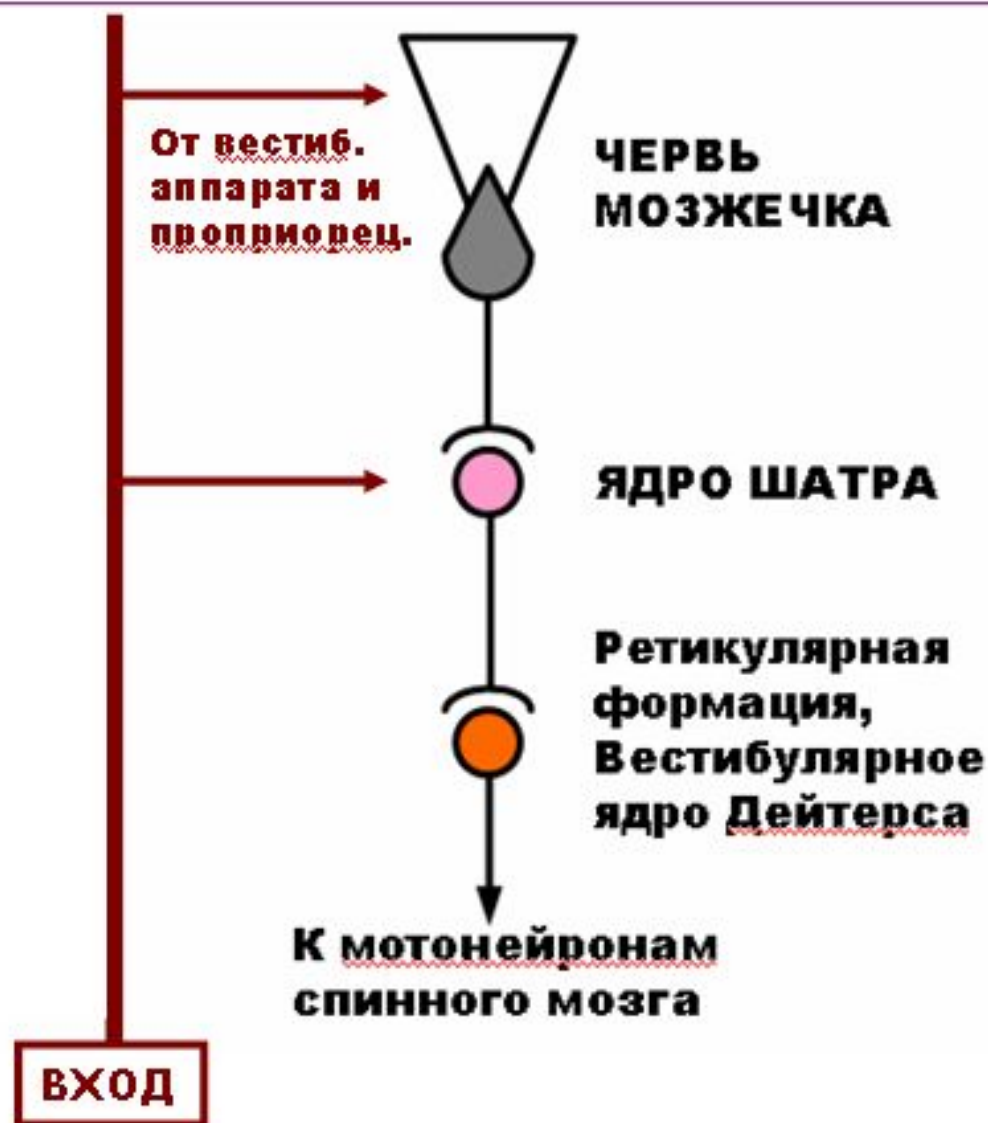 От вестиб.
аппарата и
проприорец.
ЧЕРВЬ
МОЗЖЕЧКА
ЯДРО ШАТРА
Ретикулярная
формация,
Вестибулярное
ядро Дейтерса
К мотонейронам
спинного мозга
ВХОД